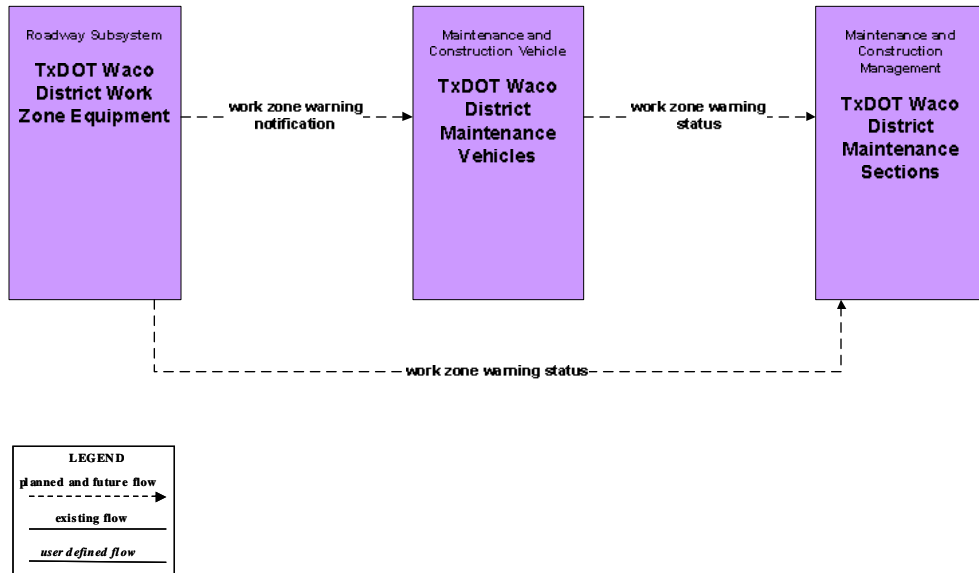 Roadway Subsystem
TxDOT Waco
District Work
Zone Equipment
work zone warning
notification
Maintenance and
Construction Vehicle
TxDOT Waco
District
Maintenance
Vehicles
work zone warning
status
Maintenance and
Construction
Management
TxDOT Waco
District
Maintenance
Sections
work zone warning status
LEGEND
planned and future flow
existing flow
user defined flow